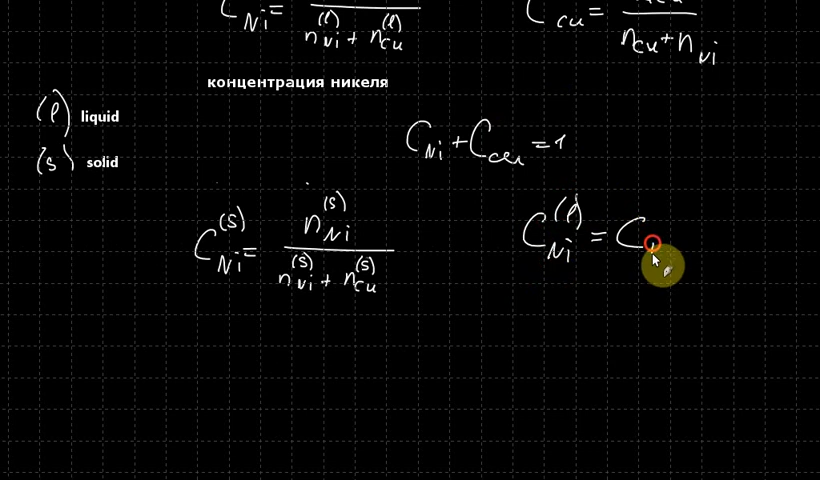 C_Ni = n_Ni^(l) + n_Cu^(l)
C_Cu = n_Cu + n_Ni
концентрация никеля
(l) liquid
C_Ni + C_Cu = 1
(s) solid
C_Ni^(s) = n_Ni^(s) / n_Ni^(s) + n_Cu^(s)
C_Ni^(l) = C